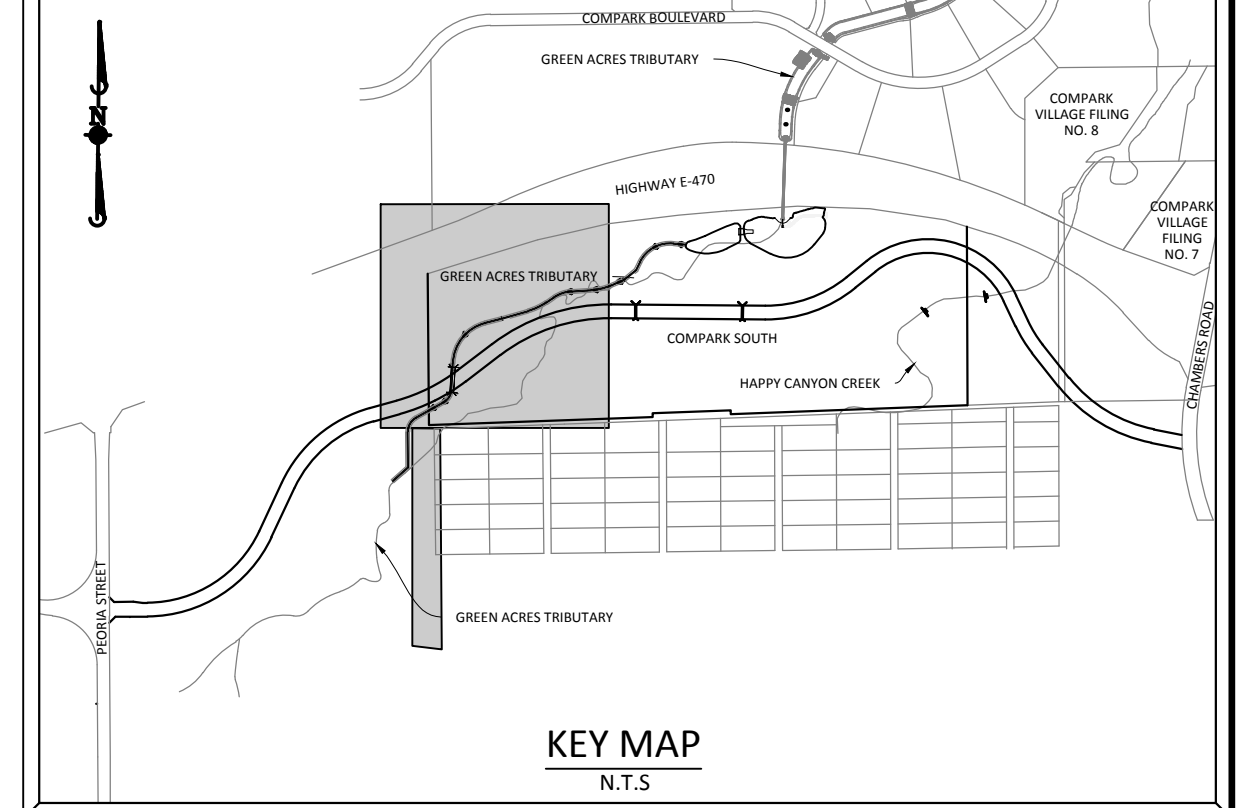 COMPARK BOULEVARD
GREEN ACRES TRIBUTARY
COMPARK
VILLAGE FILING
NO. 8
N
HIGHWAY E-470
COMPARK
VILLAGE
FILING
NO. 7
GREEN ACRES TRIBUTARY
COMPARK SOUTH
CHAMBERS ROAD
HAPPY CANYON CREEK
PEORIA STREET
GREEN ACRES TRIBUTARY
KEY MAP
N.T.S